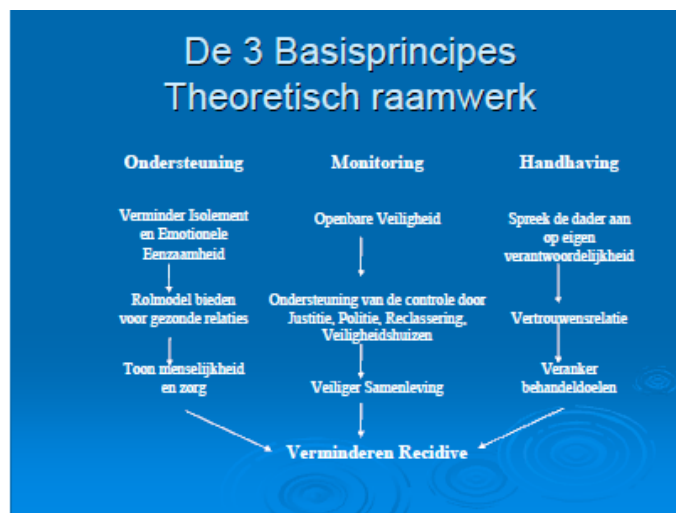 De 3 Basisprincipes
Theoretisch raamwerk
Ondersteuning
Monitoring
Handhaving
Verminder Isolement
en Emotionele
Eenzaamheid
Openbare Veiligheid
Spreek de dader aan
op eigen
verantwoordelijkheid
Rolmodel bieden
voor gezonde relaties
Ondersteuning van de controle door
Justitie, Politie, Reclassering,
Veiligheidshuizen
Vertrouwensrelatie
Toon menselijkheid
en zorg
Veiliger Samenleving
Veranker
behandeldoelen
Verminderen Recidive